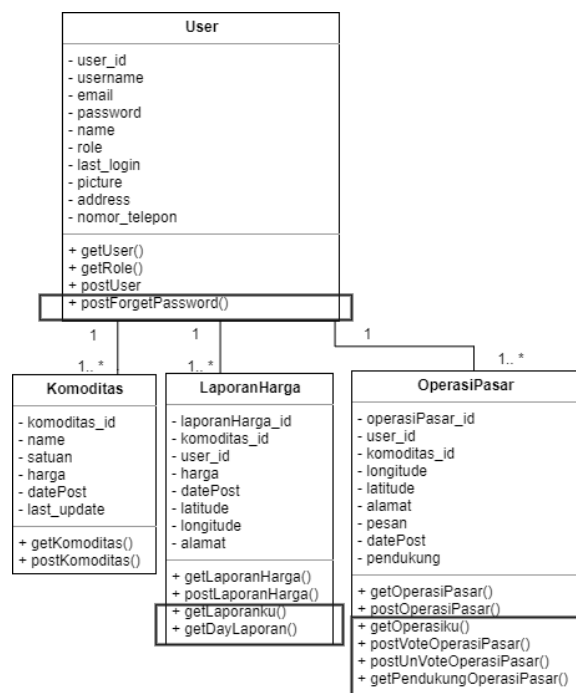 User
- user_id
- username
- email
- password
- name
- role
- last_login
- picture
- address
- nomor_telepon
+ getUser()
+ getRole()
+ postUser
+ postForgetPassword()
1
1
1
1.. *
1.. *
1.. *
Komoditas
- komoditas_id
- name
- satuan
- harga
- datePost
- last_update
+ getKomoditas()
+ postKomoditas()
LaporanHarga
- laporanHarga_id
- komoditas_id
- user_id
- harga
- datePost
- latitude
- longitude
- alamat
+ getLaporanHarga()
+ postLaporanHarga()
+ getLaporanku()
+ getDayLaporan()
OperasiPasar
- operasiPasar_id
- user_id
- komoditas_id
- longitude
- latitude
- alamat
- pesan
- datePost
- pendukung
+ getOperasiPasar()
+ postOperasiPasar()
+ getOperasiku()
+ postVoteOperasiPasar()
+ postUnVoteOperasiPasar()
+ getPendukungOperasiPasar()